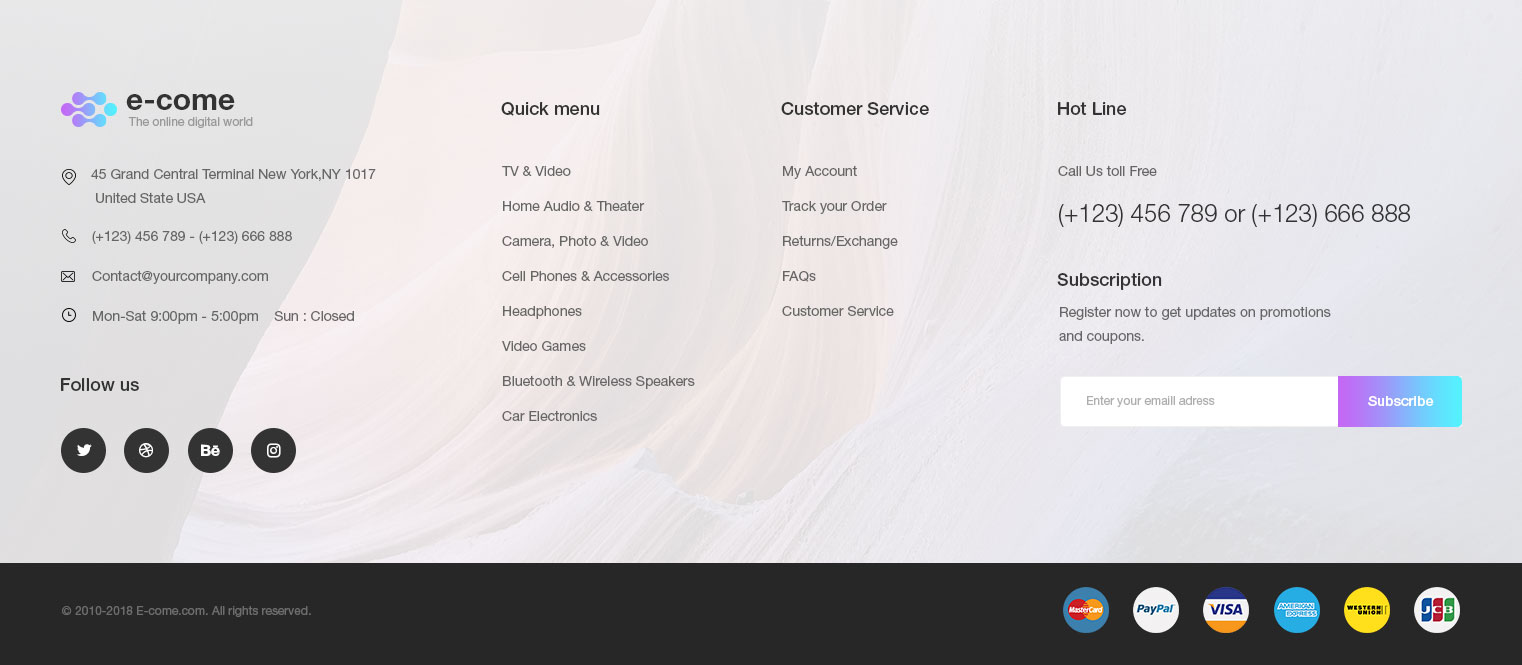 e-come
The online digital world
45 Grand Central Terminal New York,NY 1017
United State USA
(+123) 456 789 - (+123) 666 888
Contact@yourcompany.com
Mon-Sat 9:00pm - 5:00pm Sun : Closed
Follow us
Bē
Quick menu
TV & Video
Home Audio & Theater
Camera, Photo & Video
Cell Phones & Accessories
Headphones
Video Games
Bluetooth & Wireless Speakers
Car Electronics
Customer Service
My Account
Track your Order
Returns/Exchange
FAQs
Customer Service
Hot Line
Call Us toll Free
(+123) 456 789 or (+123) 666 888
Subscription
Register now to get updates on promotions
and coupons.
Enter your emaill adress
Subscribe
© 2010-2018 E-come.com. All rights reserved.
MasterCard
PayPal
VISA
AMERICAN
EXPRESS
WESTERN
UNION
JCB